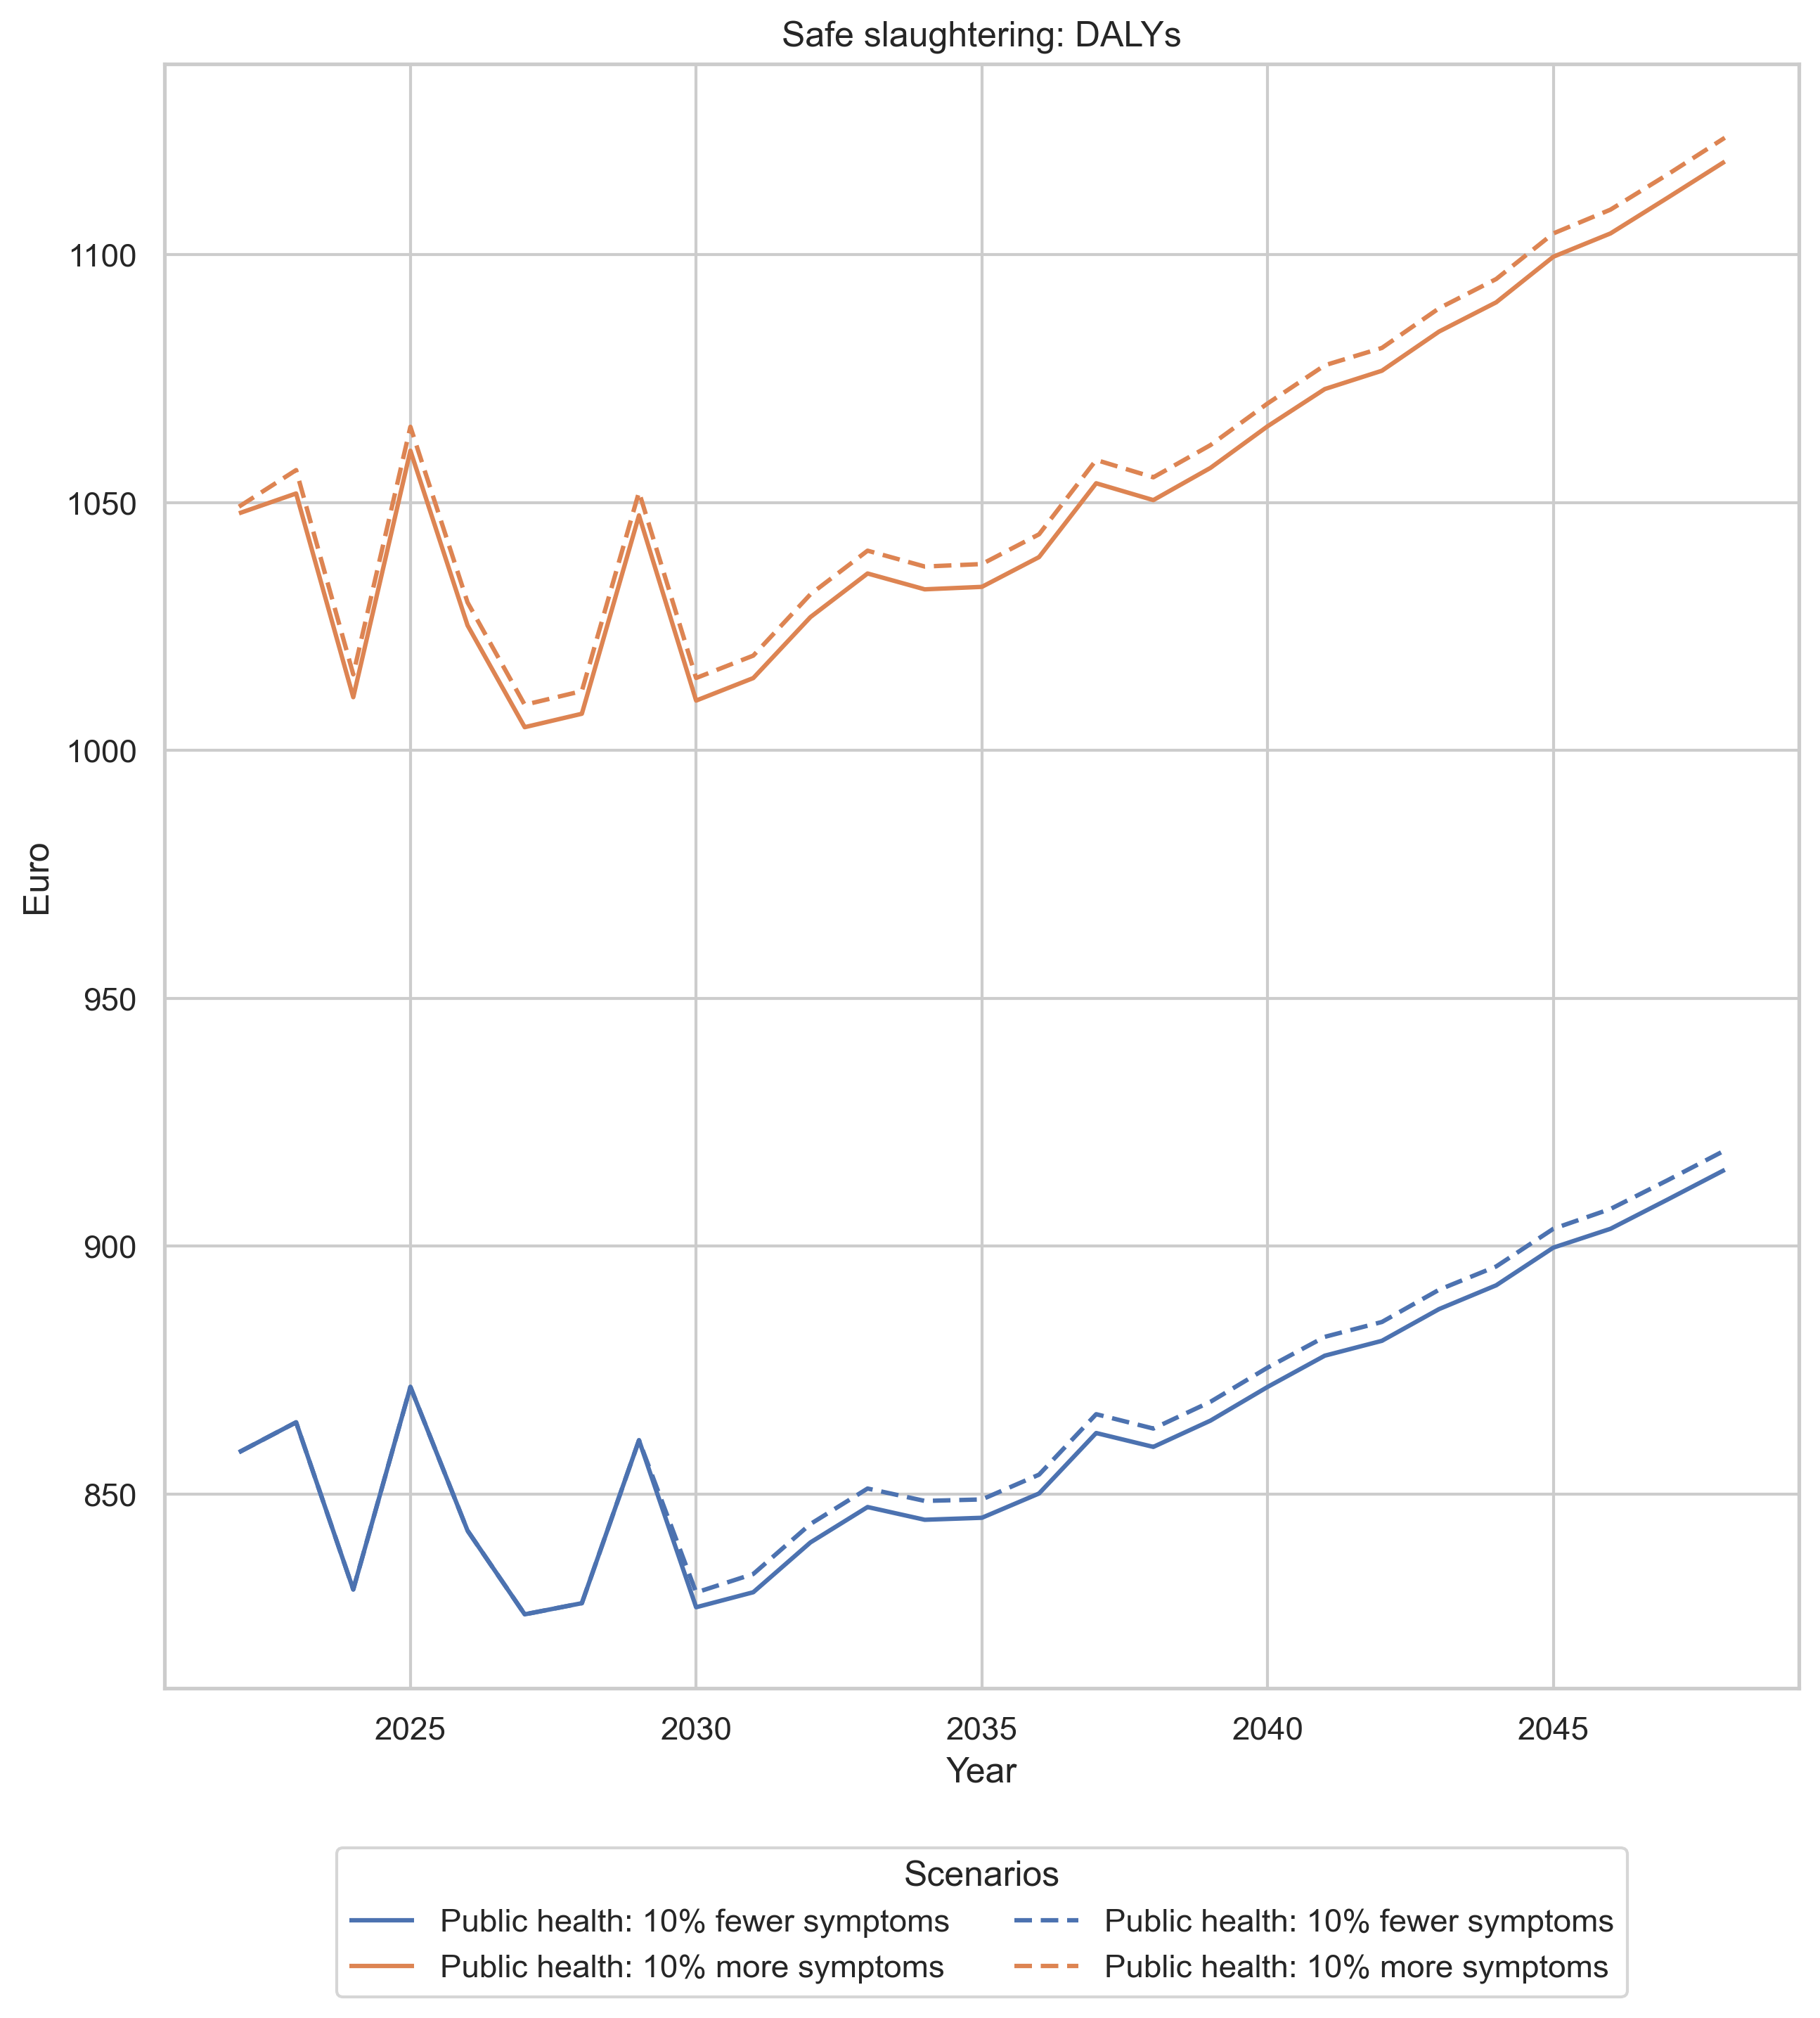 Safe slaughtering: DALYs
1100
1050
1000
950
900
850
Euro
2025 2030 2035 2040 2045
Year
Scenarios
Public health: 10% fewer symptoms Public health: 10% fewer symptoms
Public health: 10% more symptoms Public health: 10% more symptoms